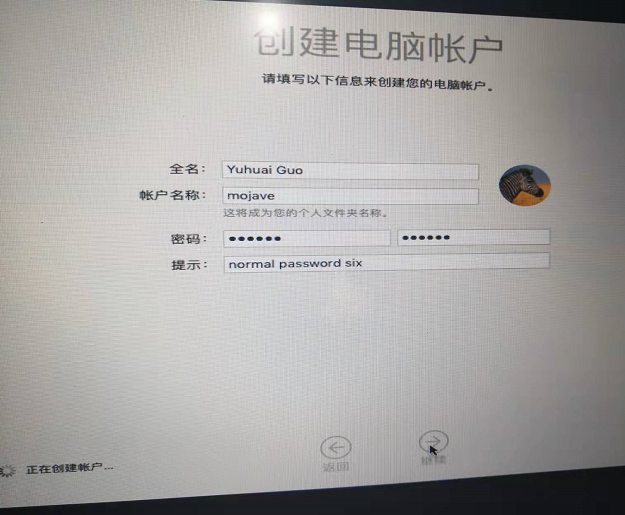 创建电脑帐户
请填写以下信息来创建您的电脑帐户。
全名： Yuhuai Guo
帐户名称： mojave
这将成为您的个人文件夹名称。
密码： •••••• ••••••
提示： normal password six
正在创建帐户... 返回 继续